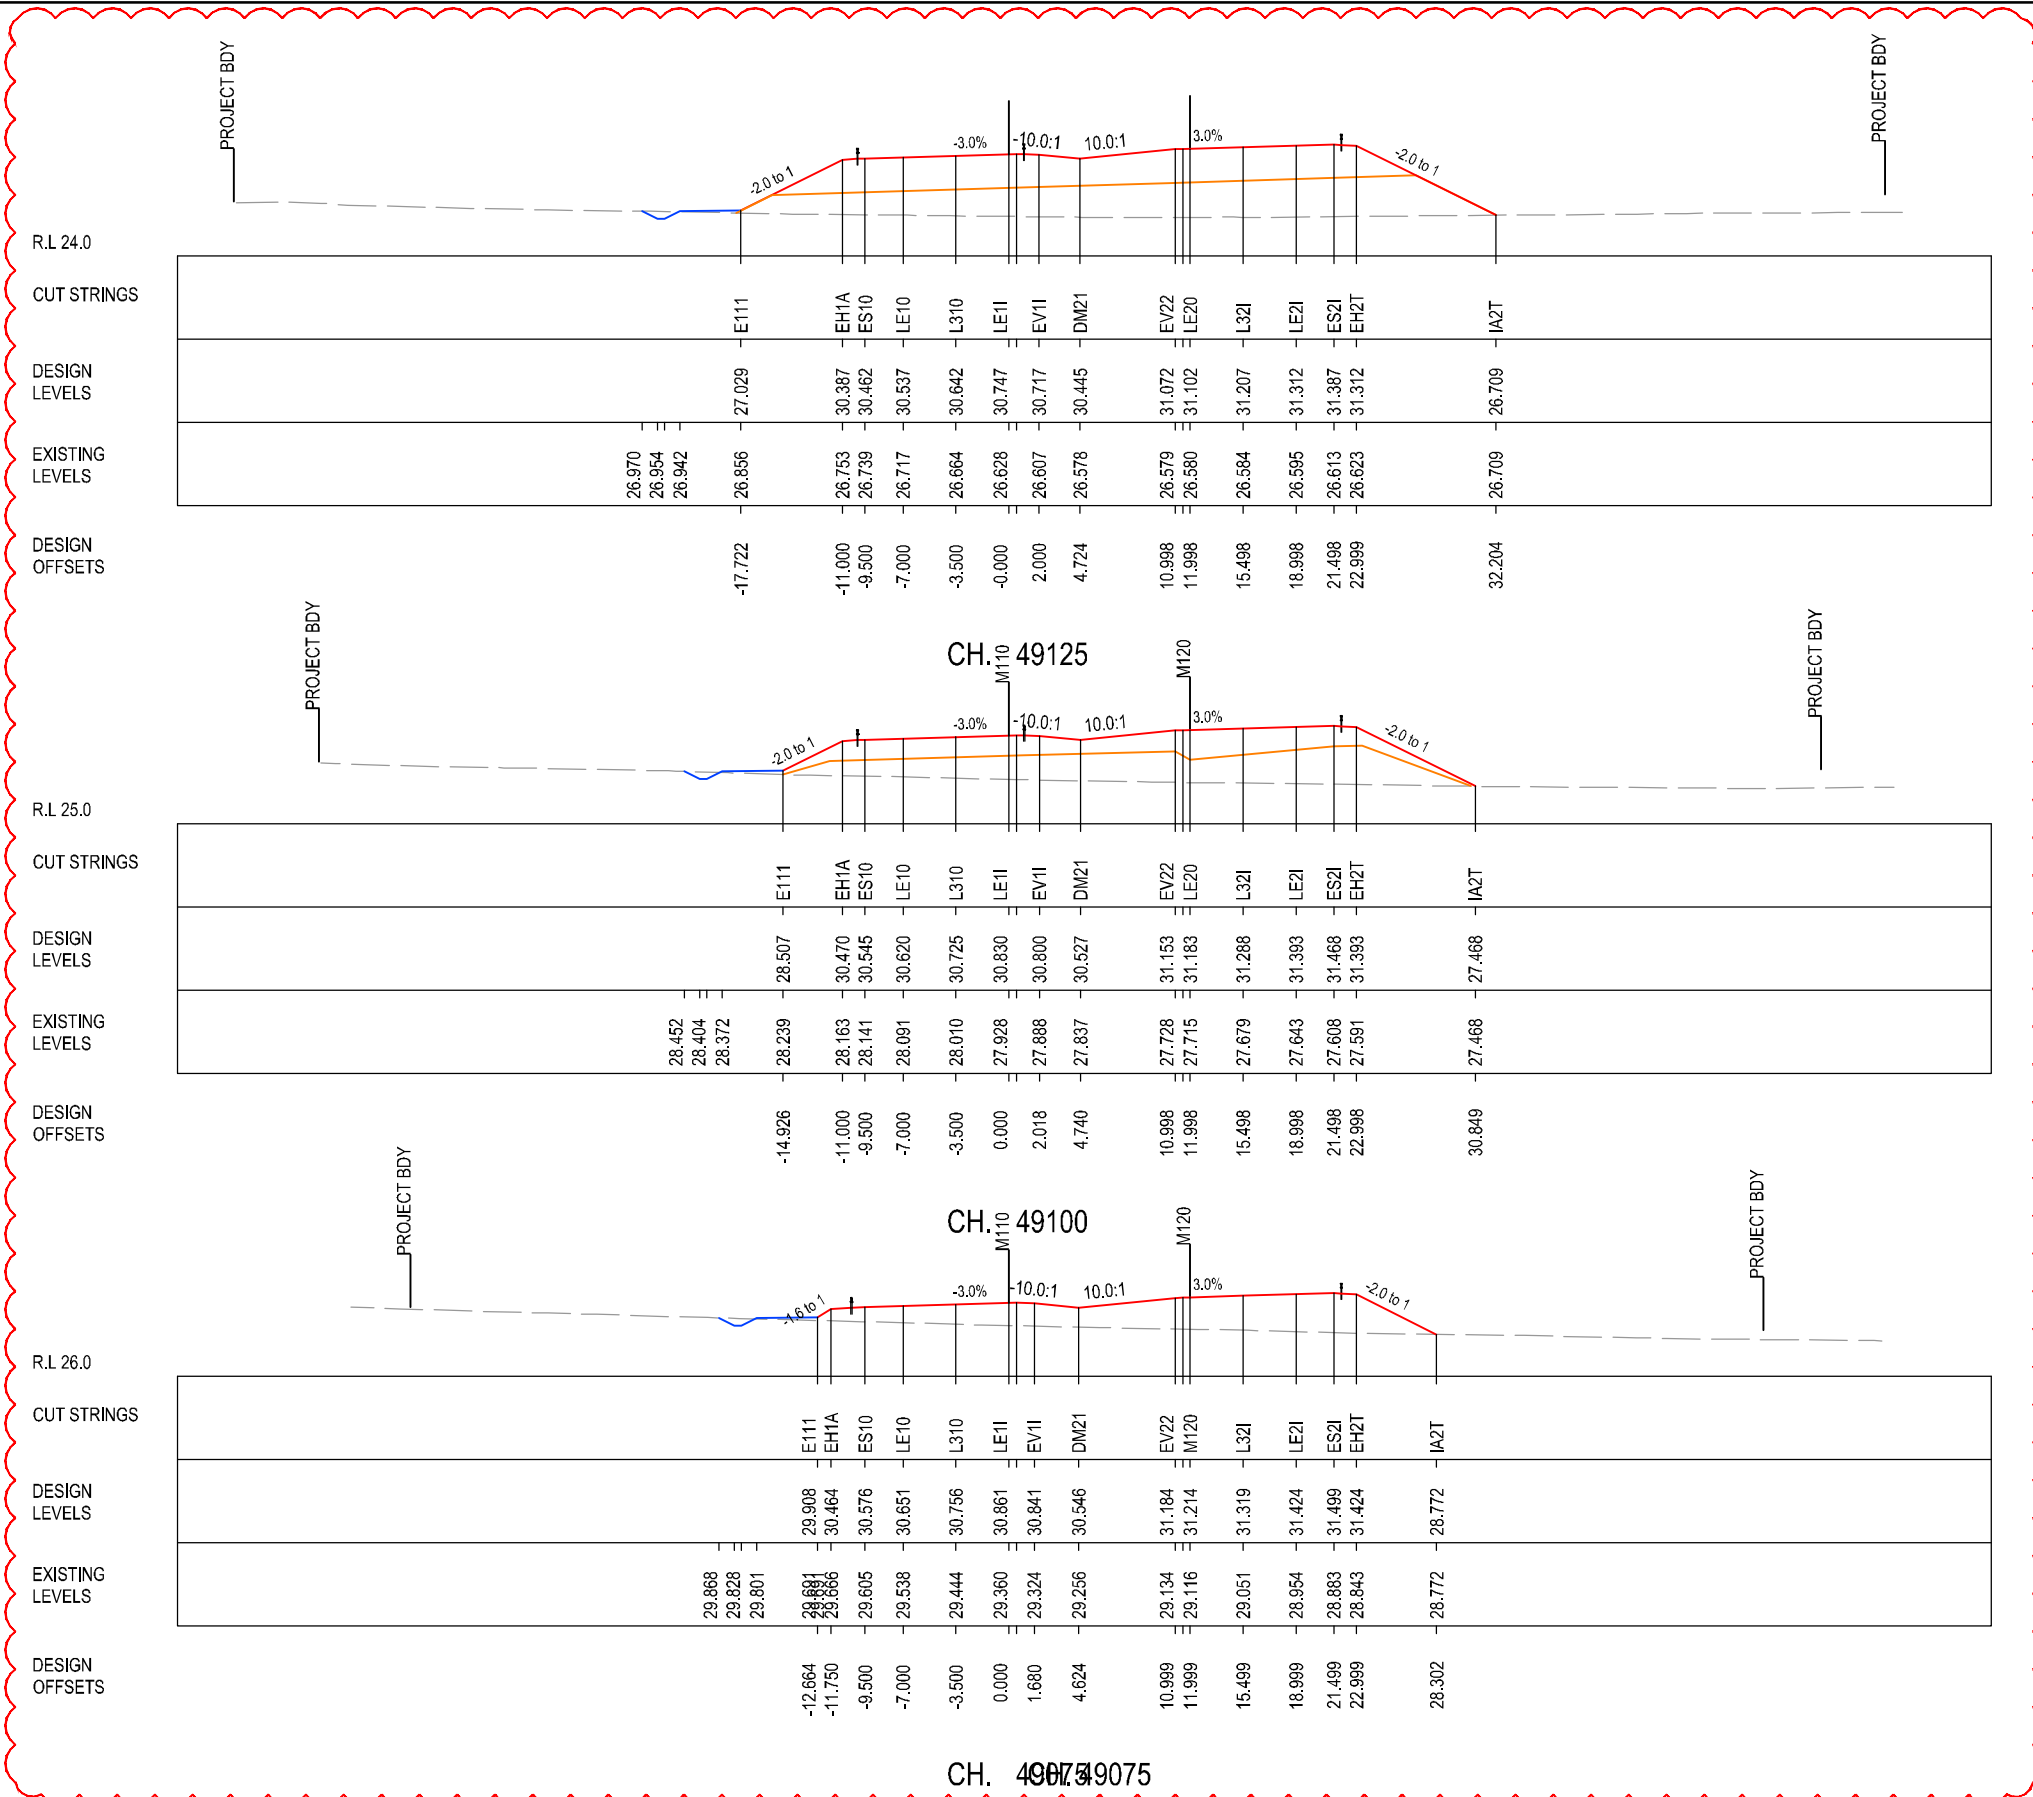 PROJECT BDY PROJECT BDY
-2.0 to 1 -3.0% -10.0:1 10.0:1 3.0% -2.0 to 1
R.L 24.0
CUT STRINGS E111 EH1A ES10 LE10 L310 LE1I EV1I DM21 EV22 LE20 L32I LE2I ES2I EH2T IA2T
DESIGN
LEVELS 27.029 30.387 30.462 30.537 30.642 30.747 30.717 30.445 31.072 31.102 31.207 31.312 31.387 31.312 26.709
EXISTING
LEVELS 26.970 26.954 26.942 26.856 26.753 26.739 26.717 26.664 26.628 26.607 26.578 26.579 26.580 26.584 26.595 26.613 26.623 26.709
DESIGN
OFFSETS -17.722 -11.000 -9.500 -7.000 -3.500 -0.000 2.000 4.724 10.998 11.998 15.498 18.998 21.498 22.999 32.204
CH. 49125
PROJECT BDY M110 M120 PROJECT BDY
-2.0 to 1 -3.0% -10.0:1 10.0:1 3.0% -2.0 to 1
R.L 25.0
CUT STRINGS E111 EH1A ES10 LE10 L310 LE1I EV1I DM21 EV22 LE20 L32I LE2I ES2I EH2T IA2T
DESIGN
LEVELS 28.507 30.470 30.545 30.620 30.725 30.830 30.800 30.527 31.153 31.183 31.288 31.393 31.468 31.393 27.468
EXISTING
LEVELS 28.452 28.404 28.372 28.239 28.163 28.141 28.091 28.010 27.928 27.888 27.837 27.728 27.715 27.679 27.643 27.608 27.591 27.468
DESIGN
OFFSETS -14.926 -11.000 -9.500 -7.000 -3.500 0.000 2.018 4.740 10.998 11.998 15.498 18.998 21.498 22.998 30.849
CH. 49100
PROJECT BDY M110 M120 PROJECT BDY
-1.6 to 1 -3.0% -10.0:1 10.0:1 3.0% -2.0 to 1
R.L 26.0
CUT STRINGS E111 EH1A ES10 LE10 L310 LE1I EV1I DM21 EV22 M120 L32I LE2I ES2I EH2T IA2T
DESIGN
LEVELS 29.908 30.464 30.576 30.651 30.756 30.861 30.841 30.546 31.184 31.214 31.319 31.424 31.499 31.424 28.772
EXISTING
LEVELS 29.868 29.828 29.801 29.691 29.666 29.605 29.538 29.444 29.360 29.324 29.256 29.134 29.116 29.051 28.954 28.883 28.843 28.772
DESIGN
OFFSETS -12.664 -11.750 -9.500 -7.000 -3.500 0.000 1.680 4.624 10.999 11.999 15.499 18.999 21.499 22.999 28.302
CH. 49075 CH. 49075